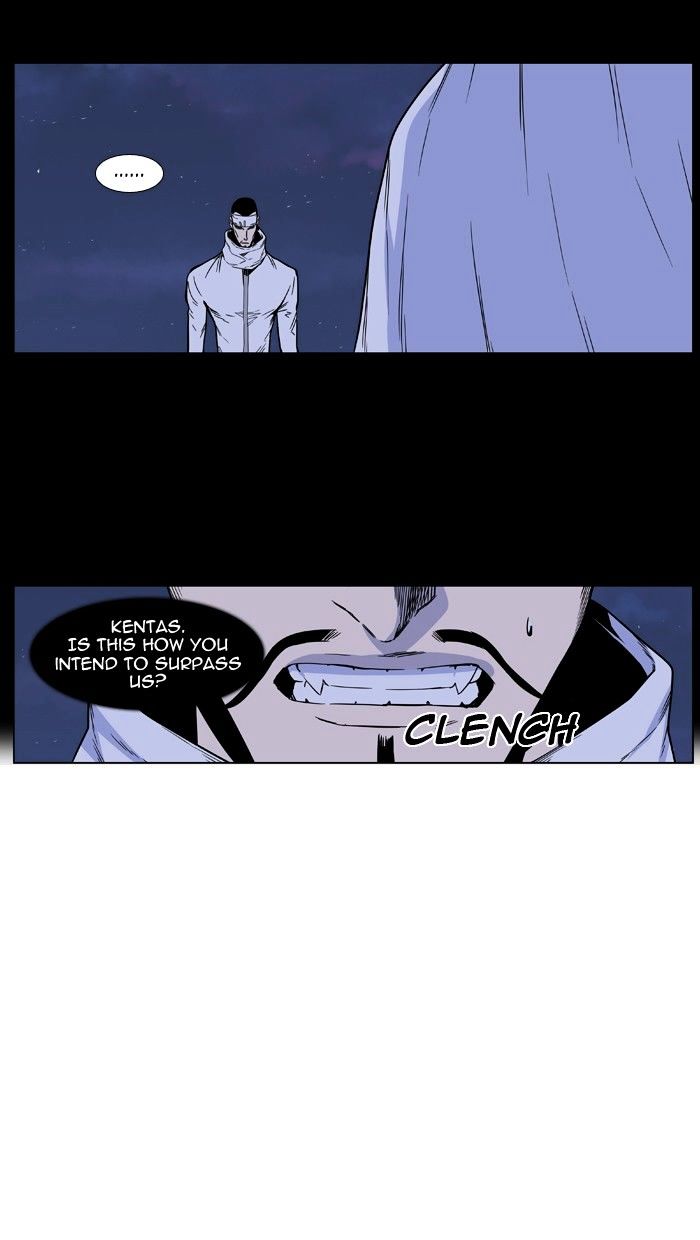 ......
KENTAS.
IS THIS HOW YOU
INTEND TO SURPASS
US?
CLENCH